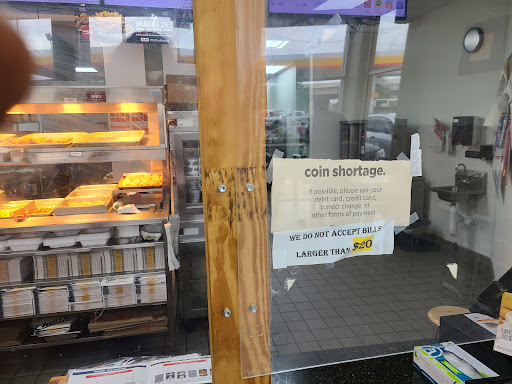 coin shortage.
If possible, please use your
debit card, credit card,
correct change, or
other forms of payment.
WE DO NOT ACCEPT BILLS
LARGER THAN $20